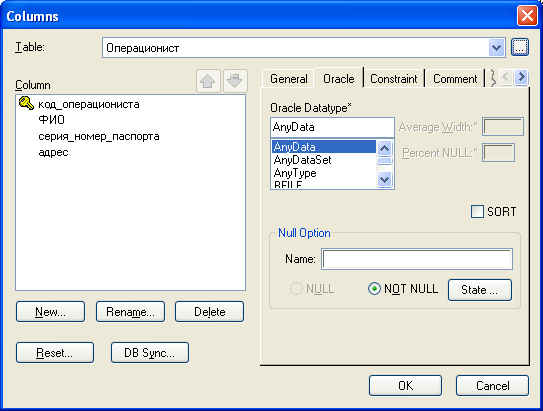 Columns
Table:
Операционист
...
Column
код_операциониста
ФИО
серия_номер_паспорта
адрес
New...
Rename...
Delete
Reset...
DB Sync...
General
Oracle
Constraint
Comment
Oracle Datatype*
AnyData
Average Width:*
AnyData
AnyDataSet
AnyType
BFILE
Percent NULL:*
SORT
Null Option
Name:
NULL
NOT NULL
State ...
OK
Cancel